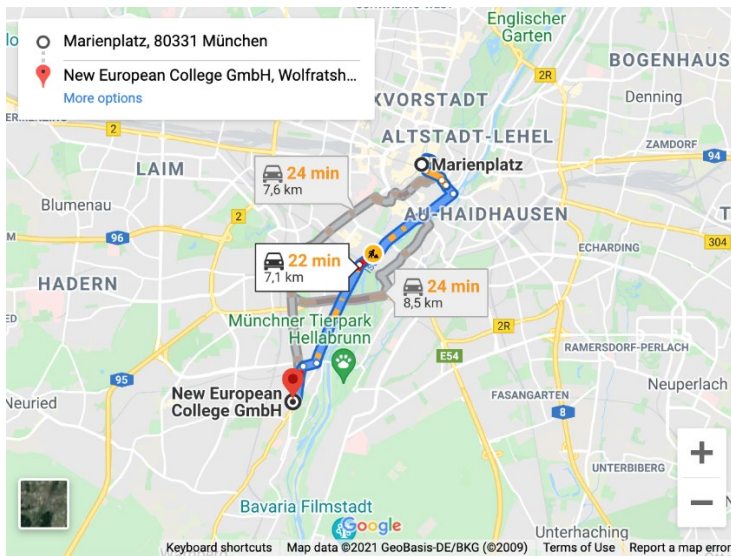 Marienplatz, 80331 München
New European College GmbH, Wolfratsh...
More options
Englischer
Garten
2R
BOGENHAUS
Denning
XVORSTADT
ALTSTADT-LEHEL
ZAMDORF
94
2
LAIM
24 min
7,6 km
Marienplatz
Blumenau
2
AU-HAIDHAUSEN
M
96
304
ECHARDING
22 min
7,1 km
HADERN
24 min
8,5 km
Münchner Tierpark
Hellabrunn
2R
E54
RAMERSDORF-PERLACH
95
New European
College GmbH
Neuried
FASANGARTEN
Neuperlach
8
UNTERBIBERG
Bavaria Filmstadt
Google
Unterhaching
Keyboard shortcuts Map data ©2021 GeoBasis-DE/BKG (©2009) Terms of Use Report a map error